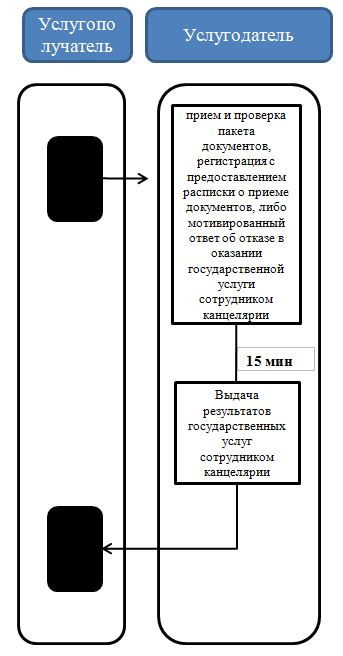 Услугопо
лучатель
Услугодатель
прием и проверка
пакета
документов,
регистрация с
предоставлением
расписки о приеме
документов, либо
мотивированный
ответ об отказе в
оказании
государственной
услуги
сотрудником
канцелярии
15 мин
Выдача
результатов
государственных
услуг
сотрудником
канцелярии